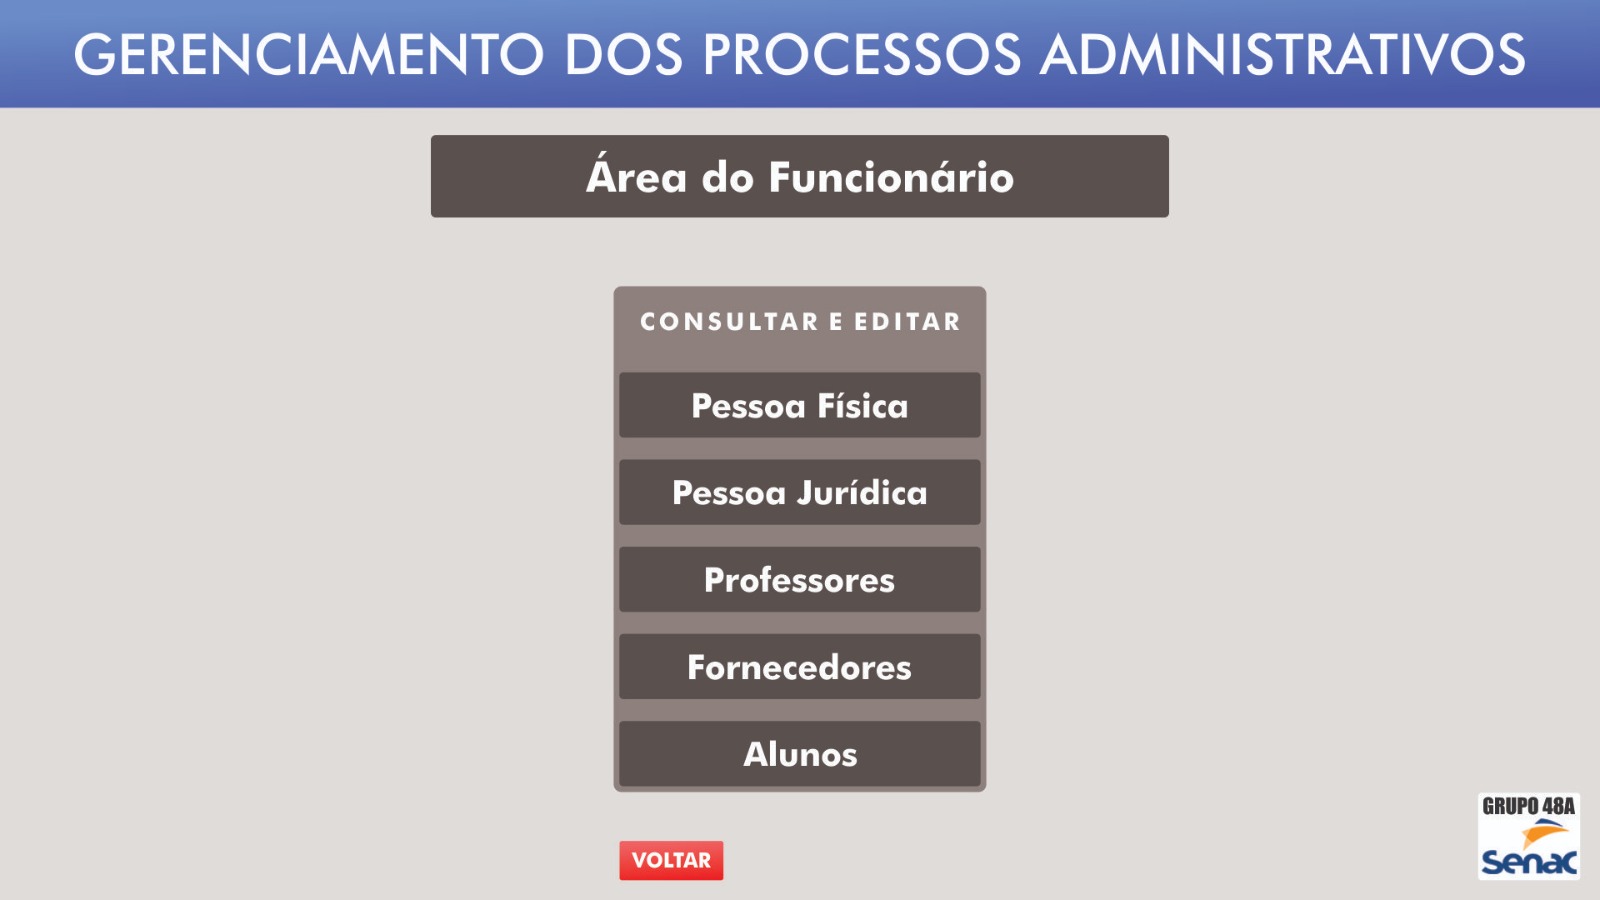 GERENCIAMENTO DOS PROCESSOS ADMINISTRATIVOS
Área do Funcionário
CONSULTAR E EDITAR
Pessoa Física
Pessoa Jurídica
Professores
Fornecedores
Alunos
VOLTAR
GRUPO 48A
Senac